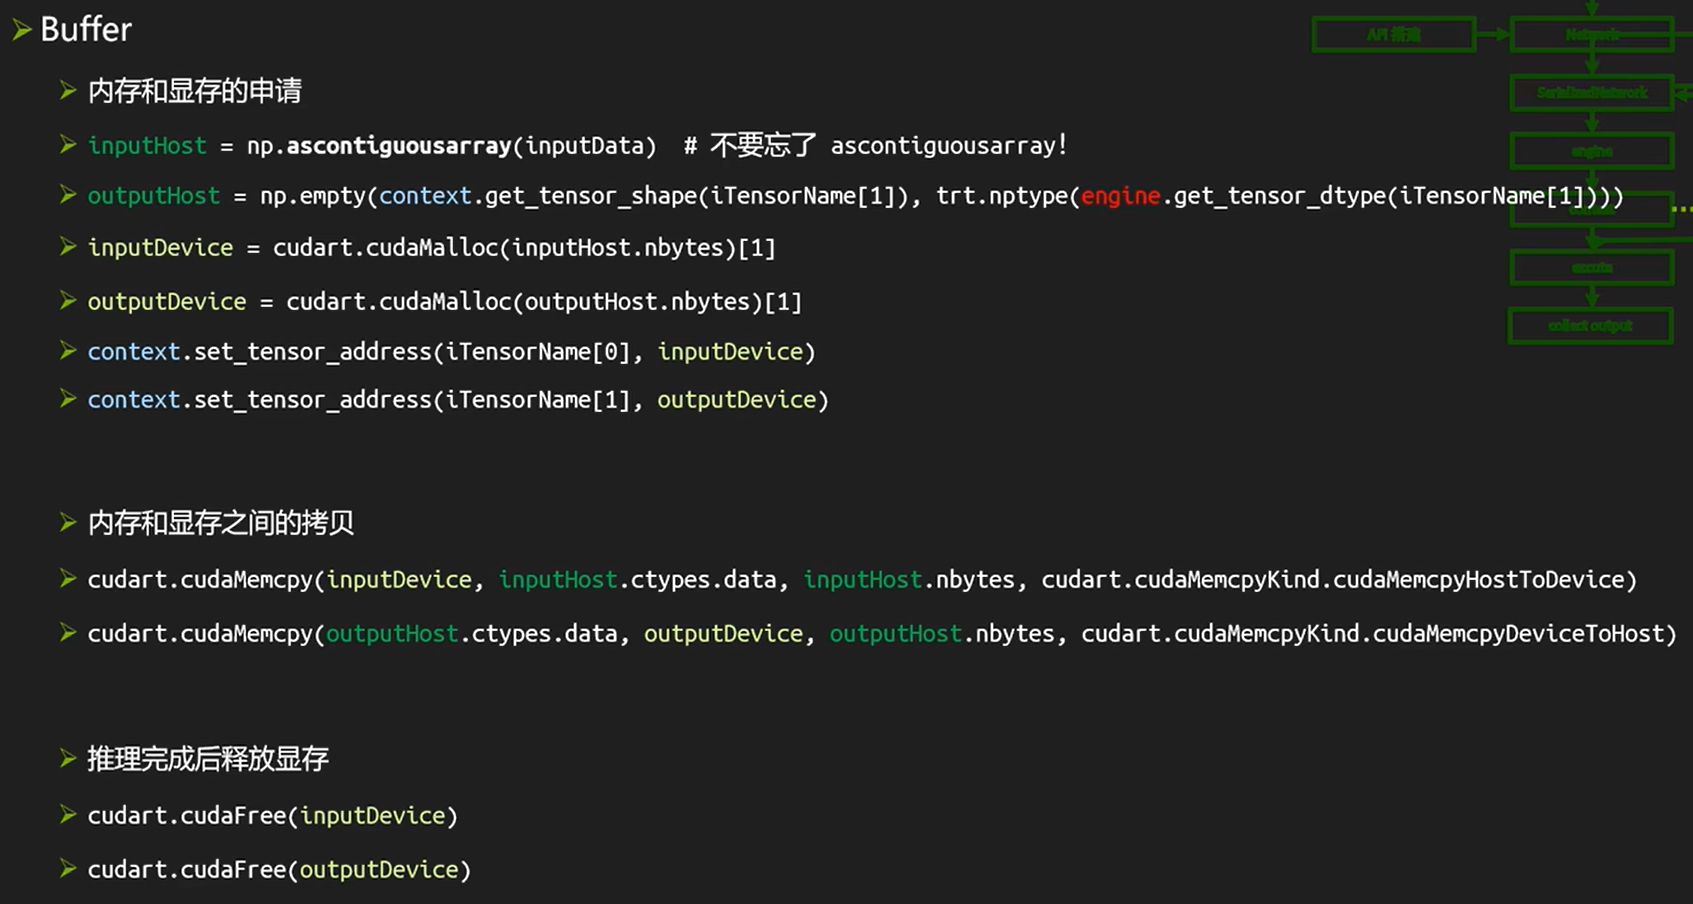 Buffer
内存和显存的申请
inputHost = np.ascontiguousarray(inputData)  # 不要忘了 ascontiguousarray!
outputHost = np.empty(context.get_tensor_shape(iTensorName[1]), trt.nptype(engine.get_tensor_dtype(iTensorName[1])))
inputDevice = cudart.cudaMalloc(inputHost.nbytes)[1]
outputDevice = cudart.cudaMalloc(outputHost.nbytes)[1]
context.set_tensor_address(iTensorName[0], inputDevice)
context.set_tensor_address(iTensorName[1], outputDevice)
内存和显存之间的拷贝
cudart.cudaMemcpy(inputDevice, inputHost.ctypes.data, inputHost.nbytes, cudart.cudaMemcpyKind.cudaMemcpyHostToDevice)
cudart.cudaMemcpy(outputHost.ctypes.data, outputDevice, outputHost.nbytes, cudart.cudaMemcpyKind.cudaMemcpyDeviceToHost)
推理完成后释放显存
cudart.cudaFree(inputDevice)
cudart.cudaFree(outputDevice)
API 搭建
Network
SerializedNetwork
engine
collect output